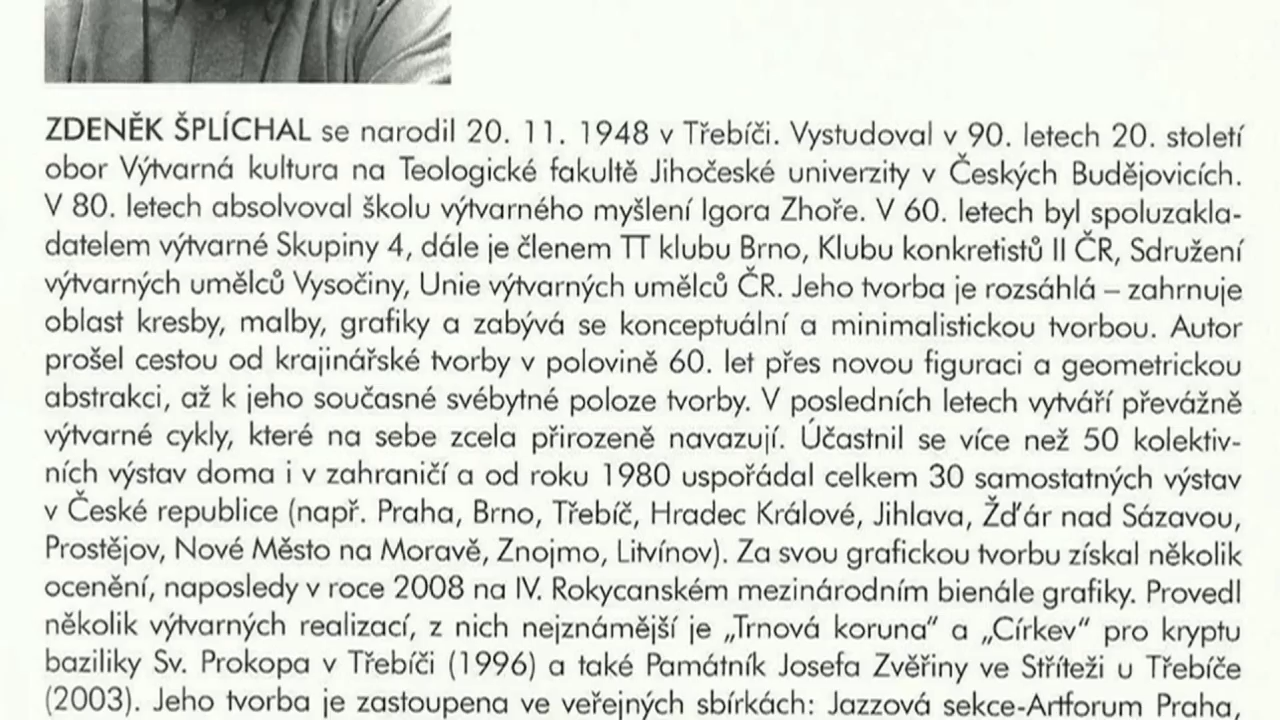 ZDENĚK ŠPLÍCHAL se narodil 20. 11. 1948 v Třebíči. Vystudoval v 90. letech 20. století
obor Výtvarná kultura na Teologické fakultě Jihočeské univerzity v Českých Budějovicích.
V 80. letech absolvoval školu výtvarného myšlení Igora Zhoře. V 60. letech byl spoluzakla-
datelem výtvarné Skupiny 4, dále je členem TT klubu Brno, Klubu konkretistů II ČR, Sdružení
výtvarných umělců Vysočiny, Unie výtvarných umělců ČR. Jeho tvorba je rozsáhlá – zahrnuje
oblast kresby, malby, grafiky a zabývá se konceptuální a minimalistickou tvorbou. Autor
prošel cestou od krajinářské tvorby v polovině 60. let přes novou figuraci a geometrickou
abstrakci, až k jeho současné svébytné poloze tvorby. V posledních letech vytváří převážně
výtvarné cykly, které na sebe zcela přirozeně navazují. Účastnil se více než 50 kolektiv-
ních výstav doma i v zahraničí a od roku 1980 uspořádal celkem 30 samostatných výstav
v České republice (např. Praha, Brno, Třebíč, Hradec Králové, Jihlava, Žďár nad Sázavou,
Prostějov, Nové Město na Moravě, Znojmo, Litvínov). Za svou grafickou tvorbu získal několik
ocenění, naposledy v roce 2008 na IV. Rokycanském mezinárodním bienále grafiky. Provedl
několik výtvarných realizací, z nich nejznámější je „Trnová koruna“ a „Církev“ pro kryptu
baziliky Sv. Prokopa v Třebíči (1996) a také Památník Josefa Zvěřiny ve Stříteži u Třebíče
(2003). Jeho tvorba je zastoupena ve veřejných sbírkách: Jazzová sekce-Artforum Praha,